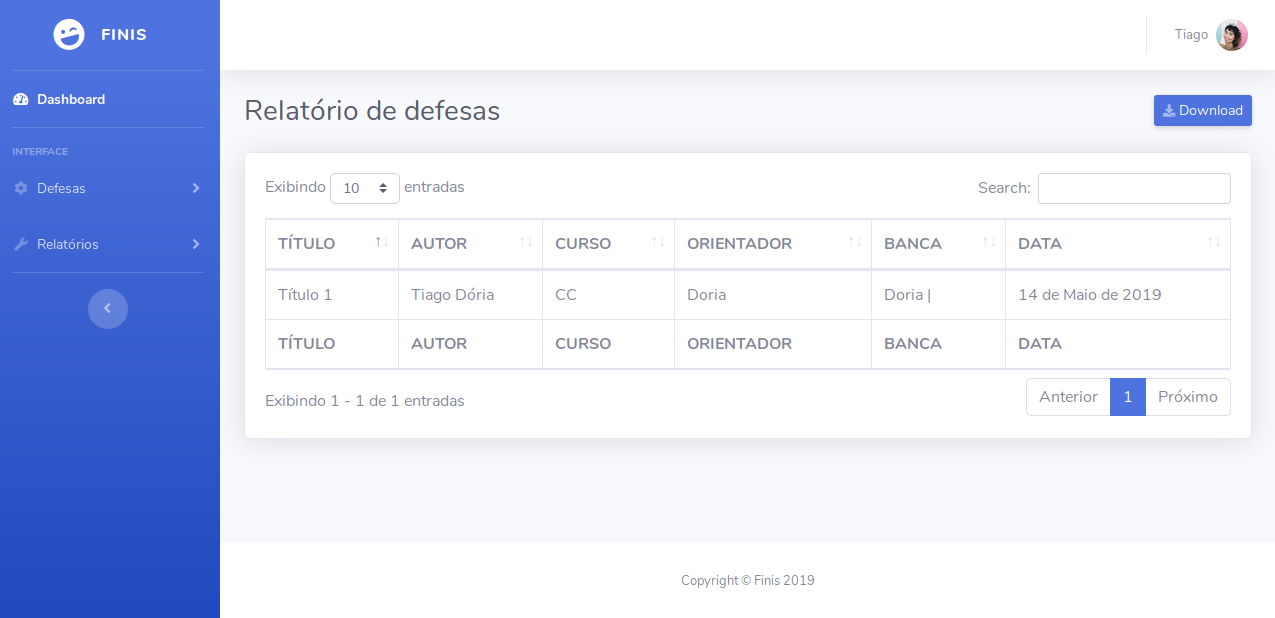 FINIS
Tiago
Dashboard
INTERFACE
Defesas
Relatórios
Relatório de defesas
Download
Exibindo 10 entradas
Search:
TÍTULO AUTOR CURSO ORIENTADOR BANCA DATA
Título 1 Tiago Dória CC Doria Doria | 14 de Maio de 2019
TÍTULO AUTOR CURSO ORIENTADOR BANCA DATA
Exibindo 1 - 1 de 1 entradas
Anterior 1 Próximo
Copyright © Finis 2019